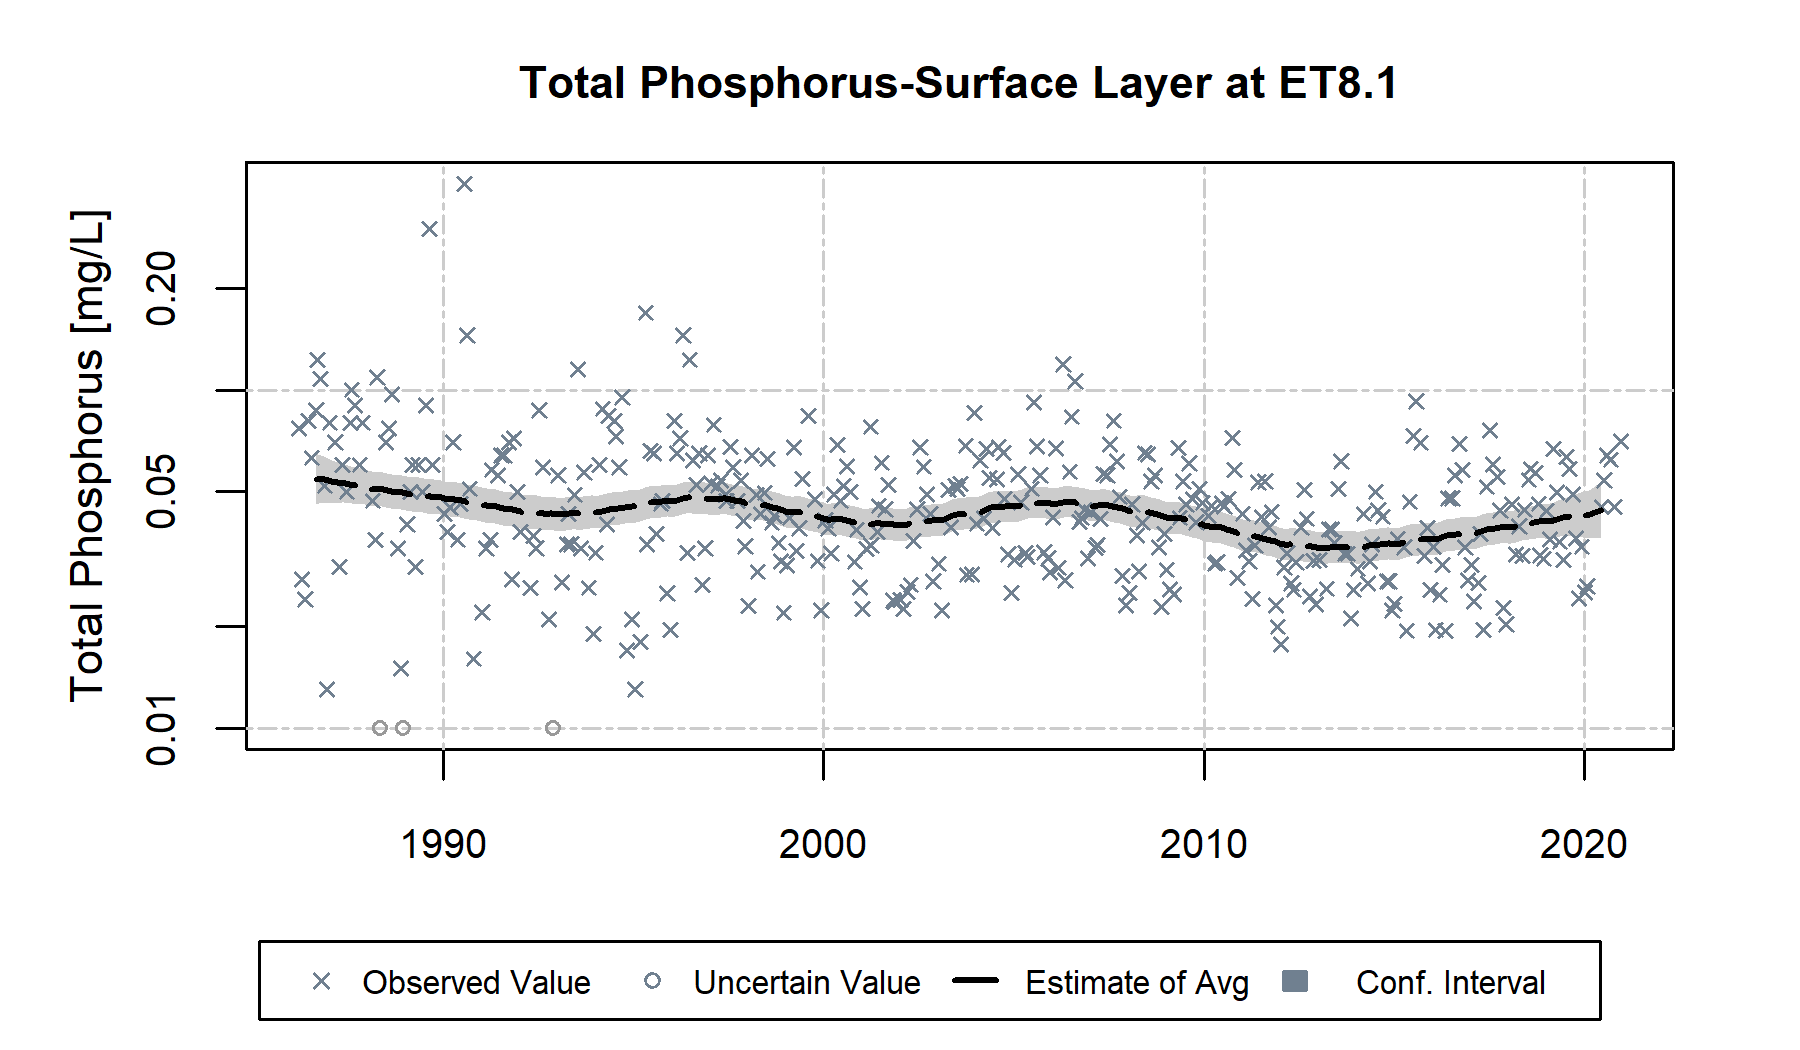 Total Phosphorus-Surface Layer at ET8.1
Total Phosphorus [mg/L]
0.20
0.05
0.01
1990 2000 2010 2020
Observed Value Uncertain Value Estimate of Avg Conf. Interval